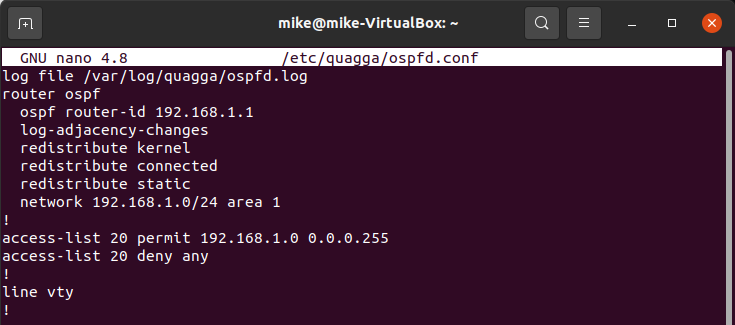 mike@mike-VirtualBox: ~
GNU nano 4.8 /etc/quagga/ospfd.conf
log file /var/log/quagga/ospfd.log
router ospf
  ospf router-id 192.168.1.1
  log-adjacency-changes
  redistribute kernel
  redistribute connected
  redistribute static
  network 192.168.1.0/24 area 1
!
access-list 20 permit 192.168.1.0 0.0.0.255
access-list 20 deny any
!
line vty
!